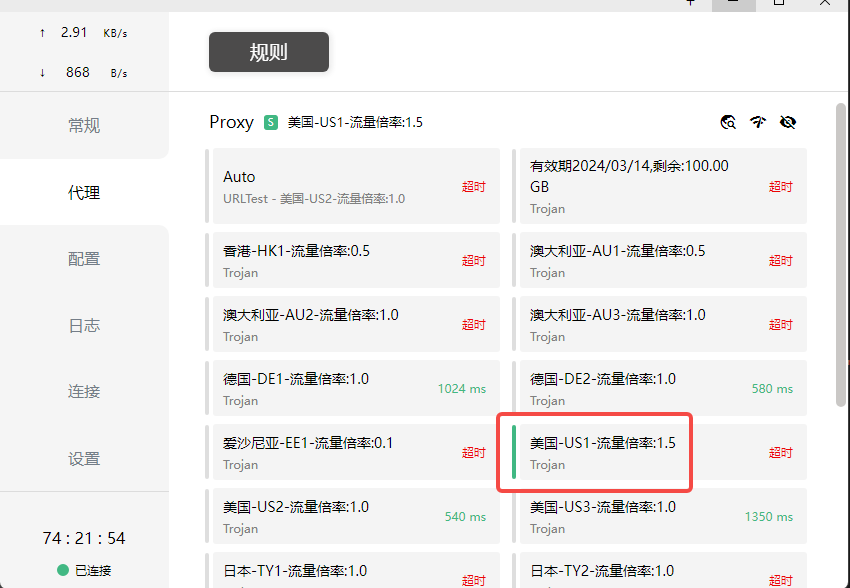 ↑ 2.91 KB/s
↓ 868 B/s
常规
代理
配置
日志
连接
设置
74 : 21 : 54
已连接
规则
Proxy S 美国-US1-流量倍率:1.5
Auto
URLTest - 美国-US2-流量倍率:1.0
超时
有效期2024/03/14,剩余:100.00
GB
Trojan
超时
香港-HK1-流量倍率:0.5
Trojan
超时
澳大利亚-AU1-流量倍率:0.5
Trojan
超时
澳大利亚-AU2-流量倍率:1.0
Trojan
超时
澳大利亚-AU3-流量倍率:1.0
Trojan
超时
德国-DE1-流量倍率:1.0
Trojan
1024 ms
德国-DE2-流量倍率:1.0
Trojan
580 ms
爱沙尼亚-EE1-流量倍率:0.1
Trojan
超时
美国-US1-流量倍率:1.5
Trojan
超时
美国-US2-流量倍率:1.0
Trojan
540 ms
美国-US3-流量倍率:1.0
Trojan
1350 ms
日本-TY1-流量倍率:1.0
超时
日本-TY2-流量倍率:1.0
超时